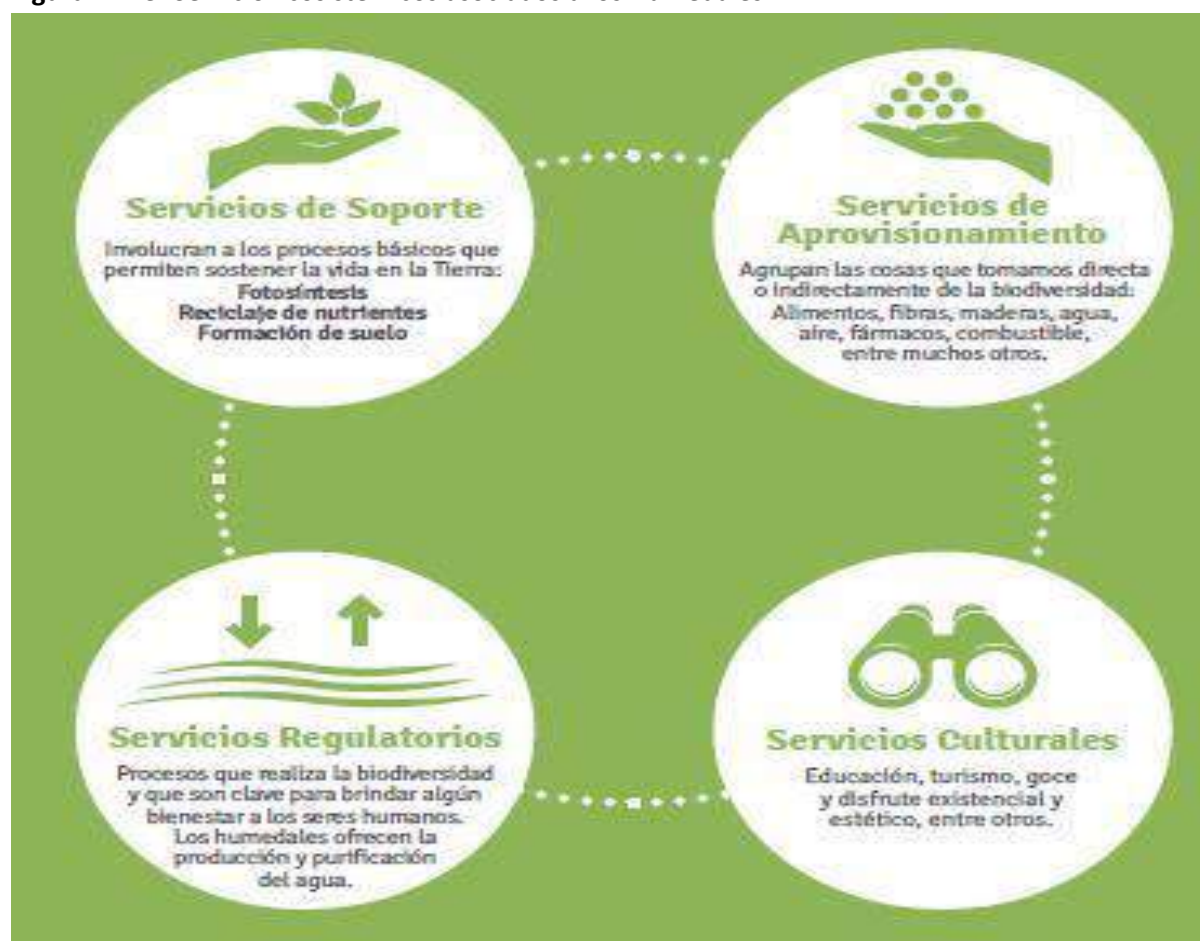 Servicios de Soporte
Involucran a los procesos básicos que
permiten sostener la vida en la Tierra:
Fotosíntesis
Reciclaje de nutrientes
Formación de suelo
Servicios de
Aprovisionamiento
Agrupan las cosas que tomamos directa
o indirectamente de la biodiversidad:
Alimentos, fibras, maderas, agua,
aire, fármacos, combustible,
entre muchos otros.
Servicios Regulatorios
Procesos que realiza la biodiversidad
y que son clave para brindar algún
bienestar a los seres humanos.
Los humedales ofrecen la
producción y purificación
del agua.
Servicios Culturales
Educación, turismo, goce
y disfrute existencial y
estético, entre otros.